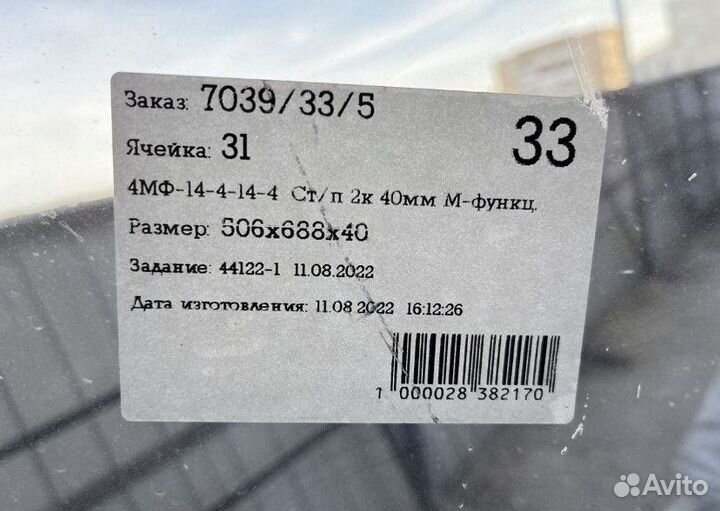 Заказ: 7039/33/5
33
Ячейка: 31
4МФ-14-4-14-4 Ст/п 2к 40мм М-функц.
Размер: 506х688х40
Задание: 44122-1 11.08.2022
Дата изготовления: 11.08 2022 16:12:26
1 000028 382170
Avito